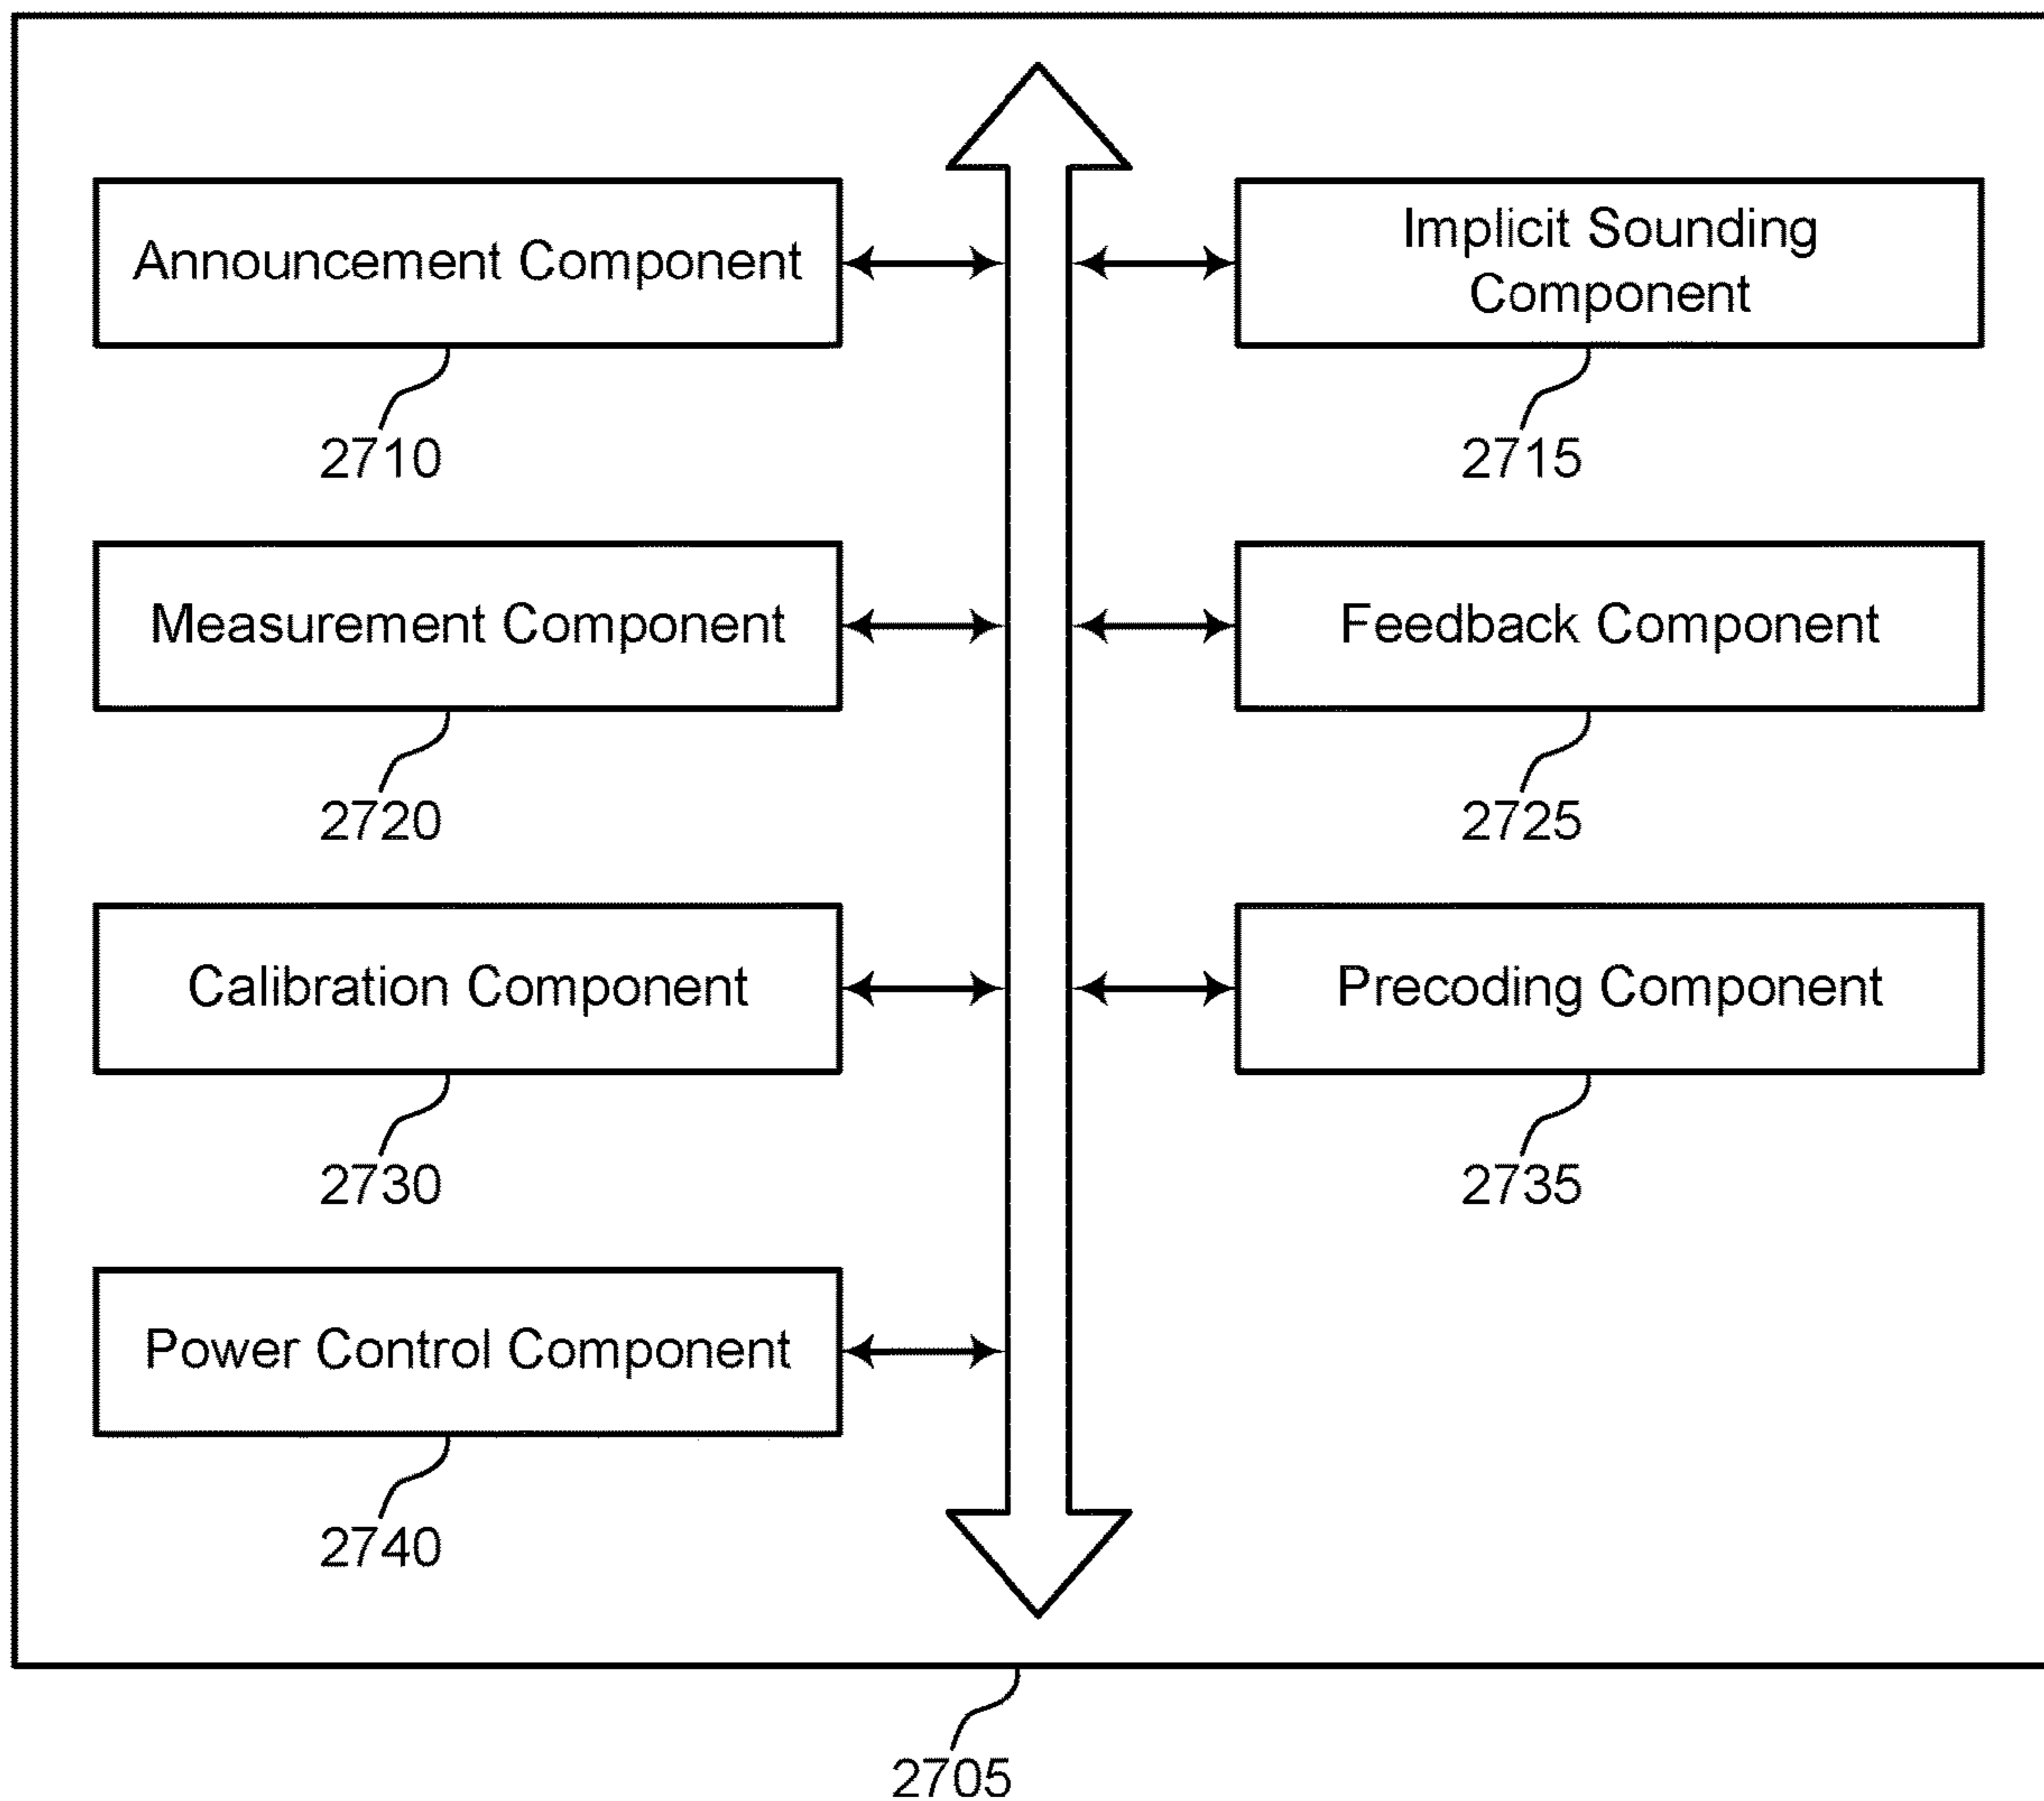 Announcement Component
2710
Implicit Sounding
Component
2715
Measurement Component
2720
Feedback Component
2725
Calibration Component
2730
Precoding Component
2735
Power Control Component
2740
2705